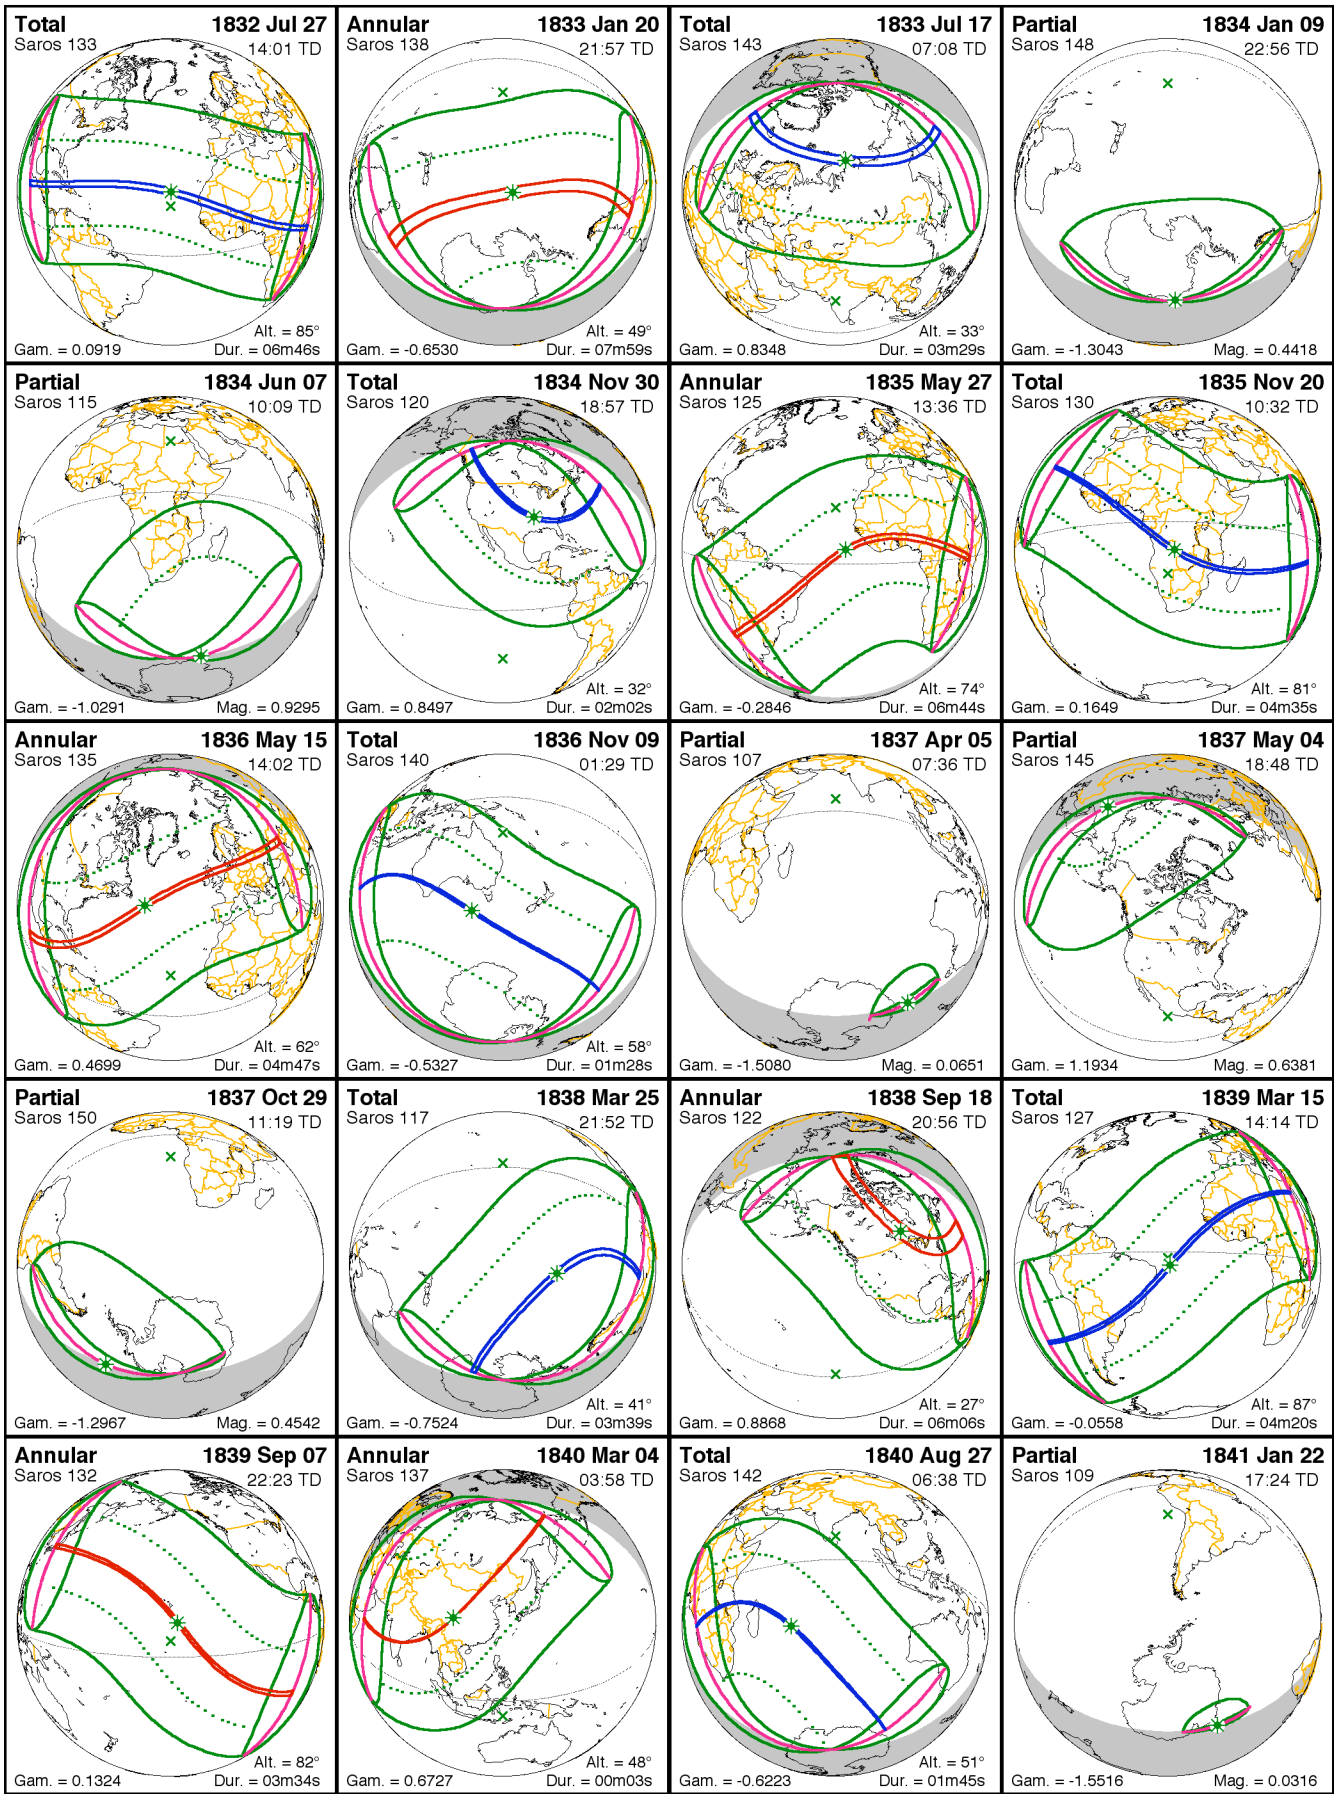 Total 1832 Jul 27
Saros 133 14:01 TD
Alt. = 85°
Gam. = 0.0919 Dur. = 06m46s
Annular 1833 Jan 20
Saros 138 21:57 TD
Alt. = 49°
Gam. = -0.6530 Dur. = 07m59s
Total 1833 Jul 17
Saros 143 07:08 TD
Alt. = 33°
Gam. = 0.8348 Dur. = 03m29s
Partial 1834 Jan 09
Saros 148 22:56 TD
Gam. = -1.3043 Mag. = 0.4418
Partial 1834 Jun 07
Saros 115 10:09 TD
Gam. = -1.0291 Mag. = 0.9295
Total 1834 Nov 30
Saros 120 18:57 TD
Alt. = 32°
Gam. = 0.8497 Dur. = 02m02s
Annular 1835 May 27
Saros 125 13:36 TD
Alt. = 74°
Gam. = -0.2846 Dur. = 06m44s
Total 1835 Nov 20
Saros 130 10:32 TD
Alt. = 81°
Gam. = 0.1649 Dur. = 04m35s
Annular 1836 May 15
Saros 135 14:02 TD
Alt. = 62°
Gam. = 0.4699 Dur. = 04m47s
Total 1836 Nov 09
Saros 140 01:29 TD
Alt. = 58°
Gam. = -0.5327 Dur. = 01m28s
Partial 1837 Apr 05
Saros 107 07:36 TD
Gam. = -1.5080 Mag. = 0.0651
Partial 1837 May 04
Saros 145 18:48 TD
Gam. = 1.1934 Mag. = 0.6381
Partial 1837 Oct 29
Saros 150 11:19 TD
Gam. = -1.2967 Mag. = 0.4542
Total 1838 Mar 25
Saros 117 21:52 TD
Alt. = 41°
Gam. = -0.7524 Dur. = 03m39s
Annular 1838 Sep 18
Saros 122 20:56 TD
Alt. = 27°
Gam. = 0.8868 Dur. = 06m06s
Total 1839 Mar 15
Saros 127 14:14 TD
Alt. = 87°
Gam. = -0.0558 Dur. = 04m20s
Annular 1839 Sep 07
Saros 132 22:23 TD
Alt. = 82°
Gam. = 0.1324 Dur. = 03m34s
Annular 1840 Mar 04
Saros 137 03:58 TD
Alt. = 48°
Gam. = 0.6727 Dur. = 00m03s
Total 1840 Aug 27
Saros 142 06:38 TD
Alt. = 51°
Gam. = -0.6223 Dur. = 01m45s
Partial 1841 Jan 22
Saros 109 17:24 TD
Gam. = -1.5516 Mag. = 0.0316